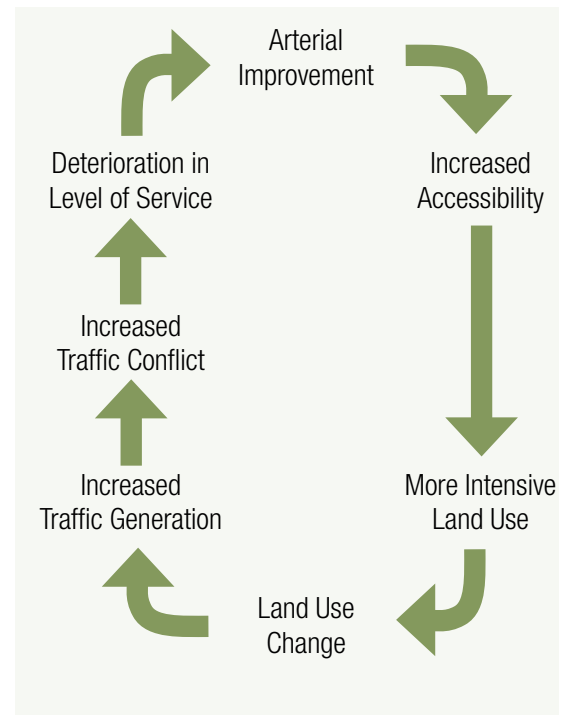 Arterial
Improvement
Increased
Accessibility
More Intensive
Land Use
Land Use
Change
Increased
Traffic Generation
Increased
Traffic Conflict
Deterioration in
Level of Service